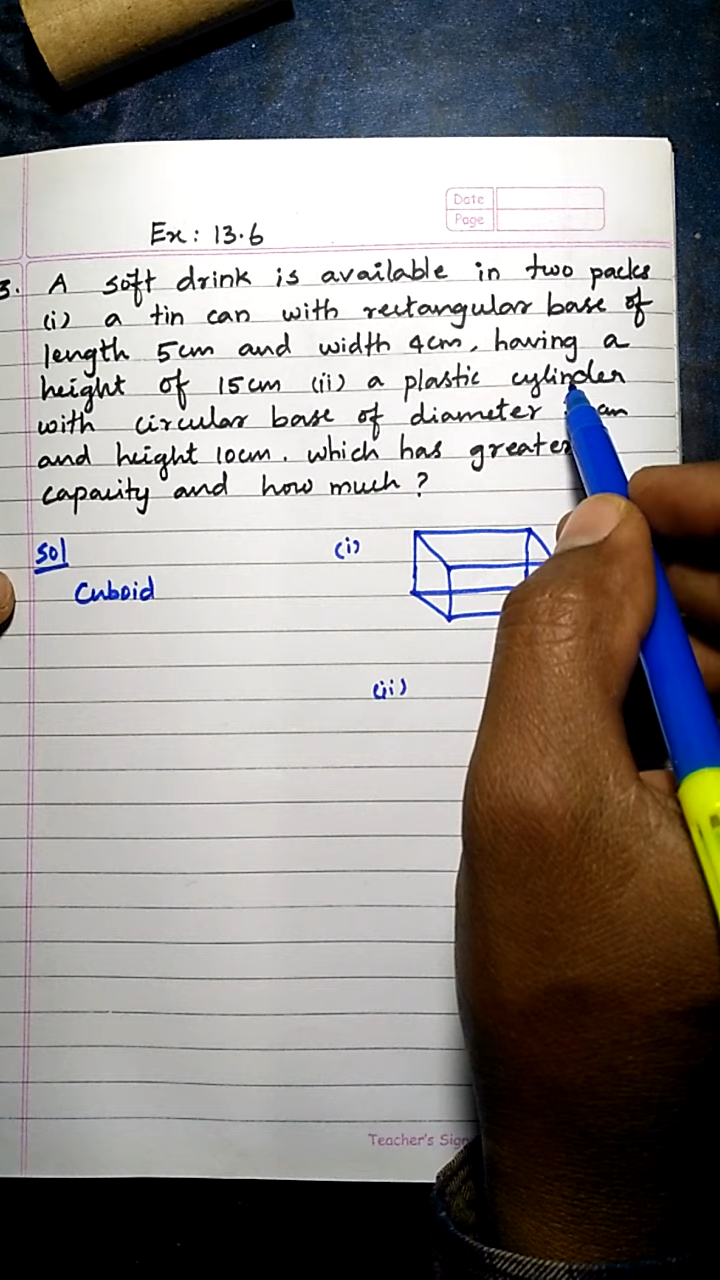 Date
Page
Ex: 13.6
3. A soft drink is available in two packs
(i) a tin can with rectangular base of
length 5cm and width 4cm, having a
height of 15cm (ii) a plastic cylinder
with circular base of diameter
and height 10cm. which has greater
capacity and how much?
Sol
(i)
Cuboid
(ii)
Teacher's